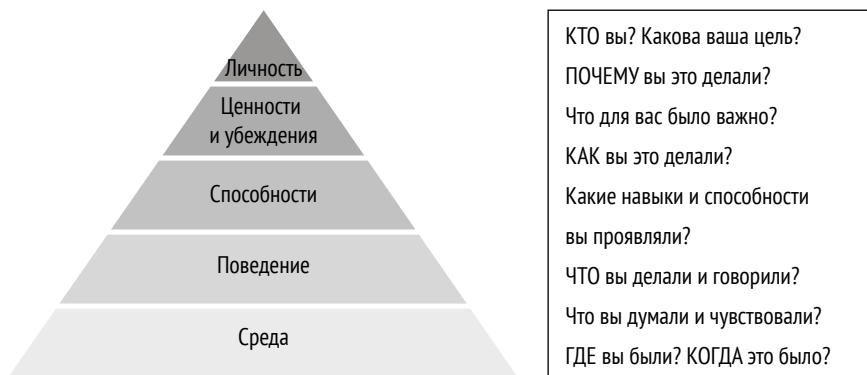 Личность
Ценности
и убеждения
Способности
Поведение
Среда
КТО вы? Какова ваша цель?
ПОЧЕМУ вы это делали?
Что для вас было важно?
КАК вы это делали?
Какие навыки и способности
вы проявляли?
ЧТО вы делали и говорили?
Что вы думали и чувствовали?
ГДЕ вы были? КОГДА это было?